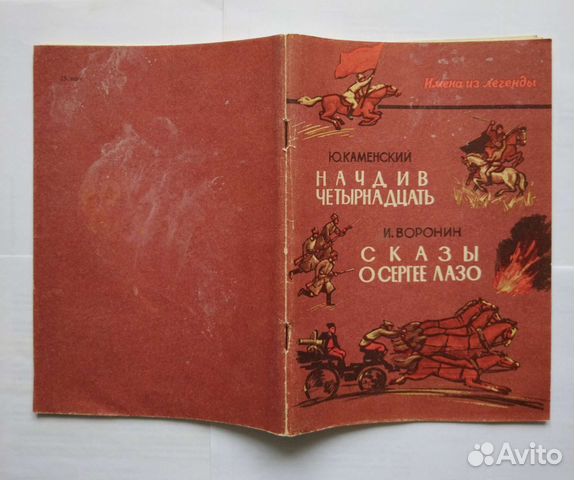 Имена из легенды
Ю. КАМЕНСКИЙ
НАЧДИВ
ЧЕТЫРНАДЦАТЬ
И. ВОРОНИН
СКАЗЫ
О СЕРГЕЕ ЛАЗО
Avito